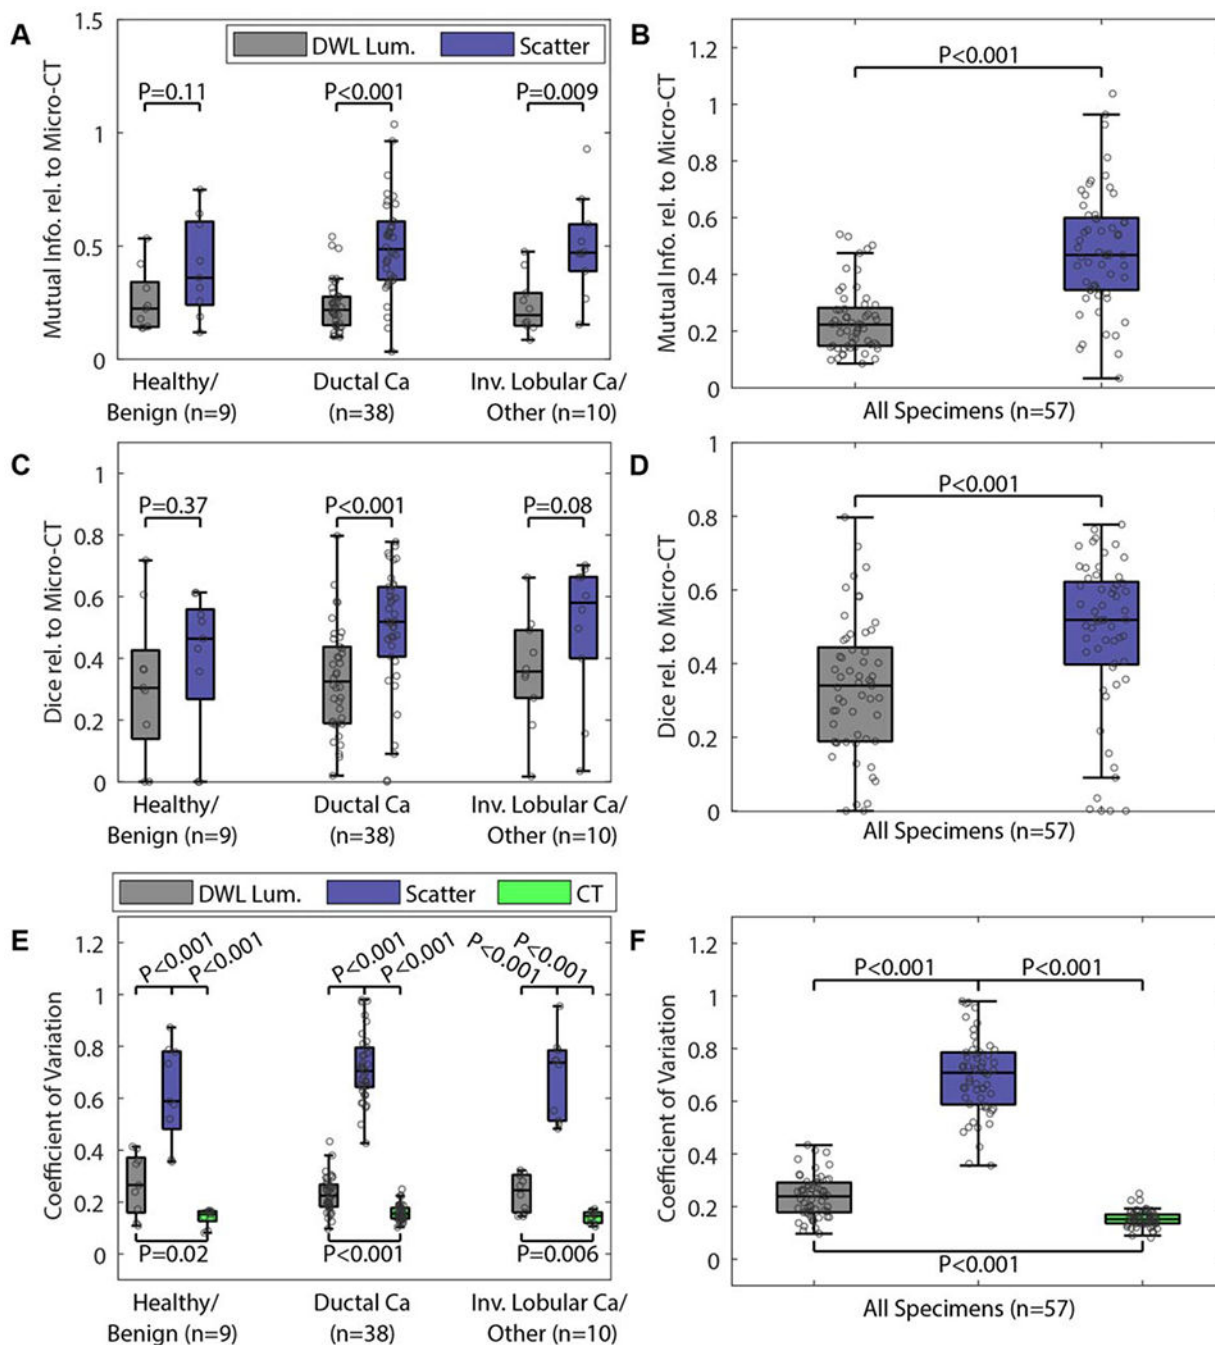 A
1.5
DWL Lum.
Scatter
P=0.11
P<0.001
P=0.009
1
0.5
0
Mutual Info. rel. to Micro-CT
Healthy/
Benign (n=9)
Ductal Ca
(n=38)
Inv. Lobular Ca/
Other (n=10)
B
1.2
1
0.8
0.6
0.4
0.2
0
P<0.001
Mutual Info. rel. to Micro-CT
All Specimens (n=57)
C
1
0.8
0.6
0.4
0.2
0
P=0.37
P<0.001
P=0.08
Dice rel. to Micro-CT
Healthy/
Benign (n=9)
Ductal Ca
(n=38)
Inv. Lobular Ca/
Other (n=10)
D
1
0.8
0.6
0.4
0.2
0
P<0.001
Dice rel. to Micro-CT
All Specimens (n=57)
DWL Lum.
Scatter
CT
E
1.2
1
0.8
0.6
0.4
0.2
0
P<0.001
P<0.001
P<0.001
P<0.001
P<0.001
P<0.001
Coefficient of Variation
P=0.02
P<0.001
P=0.006
Healthy/
Benign (n=9)
Ductal Ca
(n=38)
Inv. Lobular Ca/
Other (n=10)
F
1.2
1
0.8
0.6
0.4
0.2
0
P<0.001
P<0.001
Coefficient of Variation
P<0.001
All Specimens (n=57)